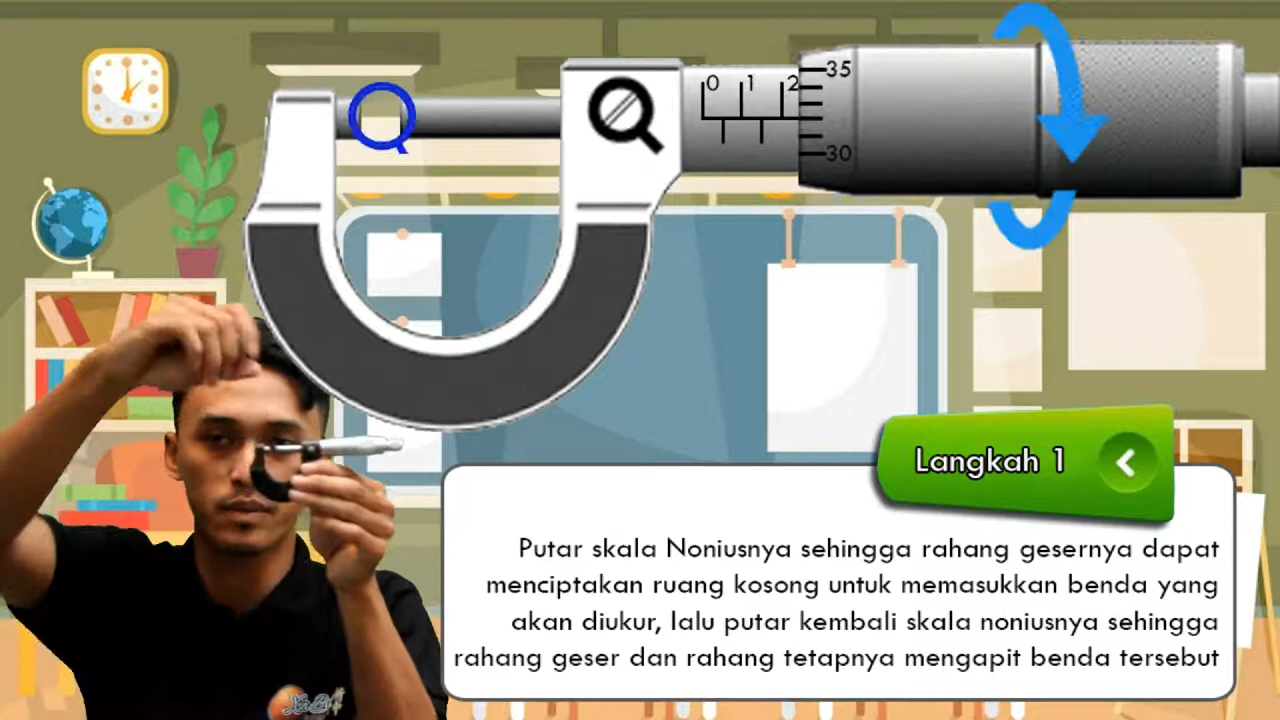 0 1 2
35
30
Langkah 1
Putar skala Noniusnya sehingga rahang gesernya dapat
menciptakan ruang kosong untuk memasukkan benda yang
akan diukur, lalu putar kembali skala noniusnya sehingga
rahang geser dan rahang tetapnya mengapit benda tersebut